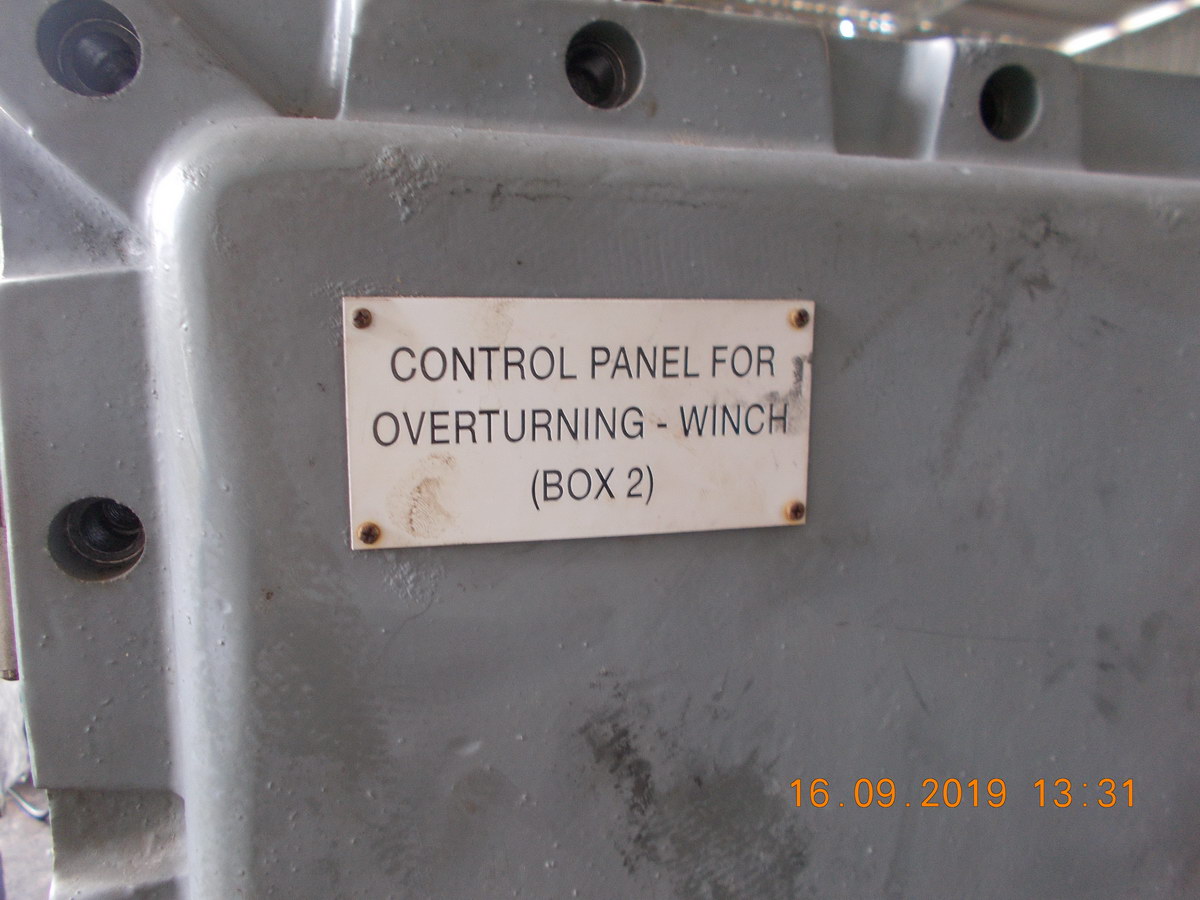 CONTROL PANEL FOR
OVERTURNING - WINCH
(BOX 2)
16.09.2019 13:31